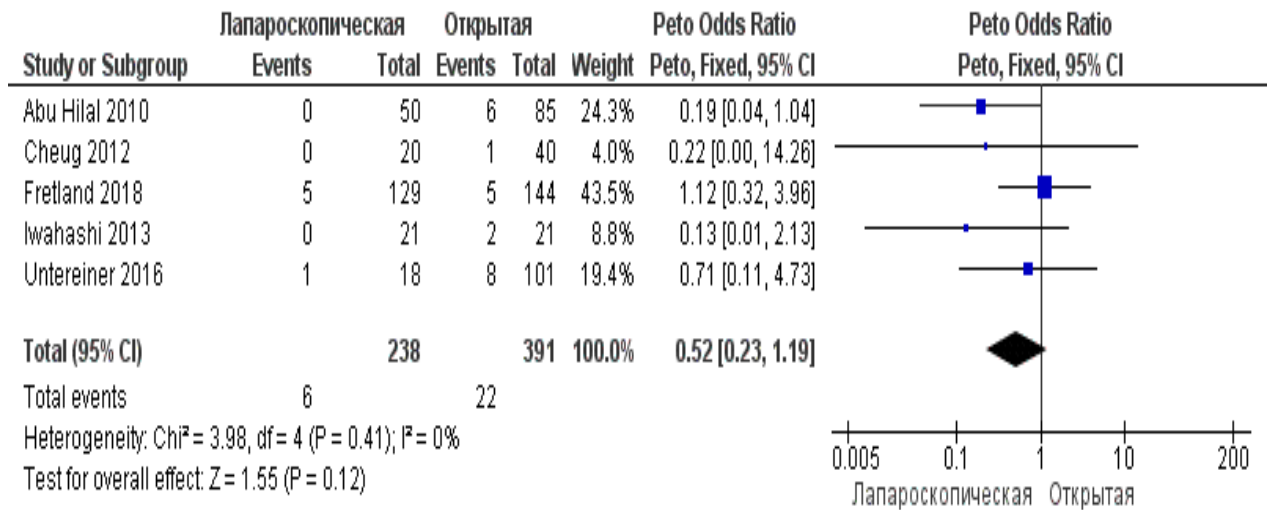 Лапароскопическая Открытая Peto Odds Ratio Peto Odds Ratio
Study or Subgroup Events Total Events Total Weight Peto, Fixed, 95% CI Peto, Fixed, 95% CI
Abu Hilal 2010 0 50 6 85 24.3% 0.19 [0.04, 1.04]
Cheug 2012 0 20 1 40 4.0% 0.22 [0.00, 14.26]
Fretland 2018 5 129 5 144 43.5% 1.12 [0.32, 3.96]
Iwahashi 2013 0 21 2 21 8.8% 0.13 [0.01, 2.13]
Untereiner 2016 1 18 8 101 19.4% 0.71 [0.11, 4.73]
Total (95% CI) 238 391 100.0% 0.52 [0.23, 1.19]
Total events 6 22
Heterogeneity: Chi² = 3.98, df = 4 (P = 0.41); I² = 0%
Test for overall effect: Z = 1.55 (P = 0.12)
0.005 0.1 1 10 200
Лапароскопическая Открытая